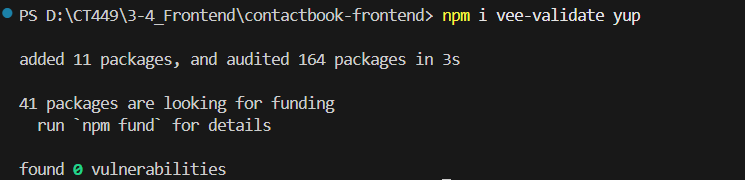 PS D:\CT449\3-4_Frontend\contactbook-frontend> npm i vee-validate yup
added 11 packages, and audited 164 packages in 3s
41 packages are looking for funding
  run `npm fund` for details
found 0 vulnerabilities